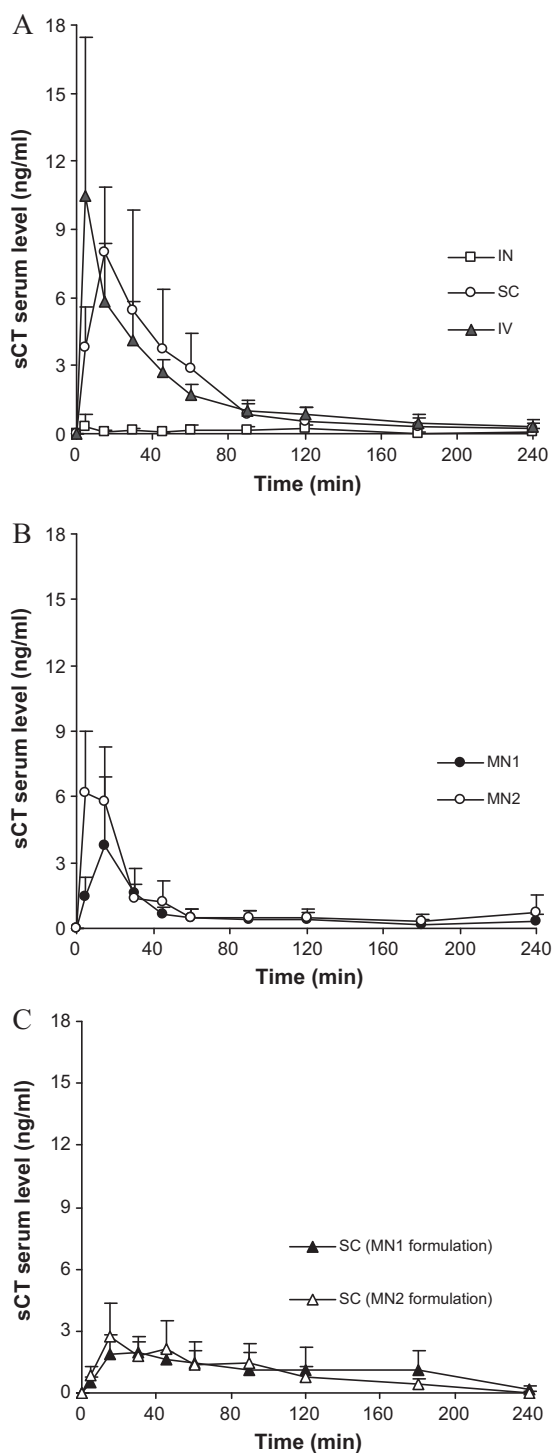 A
18
15
12
9
6
3
0
sCT serum level (ng/ml)
IN
SC
IV
0 40 80 120 160 200 240
Time (min)
B
18
15
12
9
6
3
0
sCT serum level (ng/ml)
MN1
MN2
0 40 80 120 160 200 240
Time (min)
C
18
15
12
9
6
3
0
sCT serum level (ng/ml)
SC (MN1 formulation)
SC (MN2 formulation)
0 40 80 120 160 200 240
Time (min)